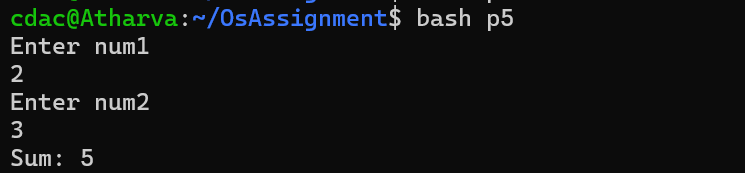 cdac@Atharva:~/OsAssignment$ bash p5
Enter num1
2
Enter num2
3
Sum: 5